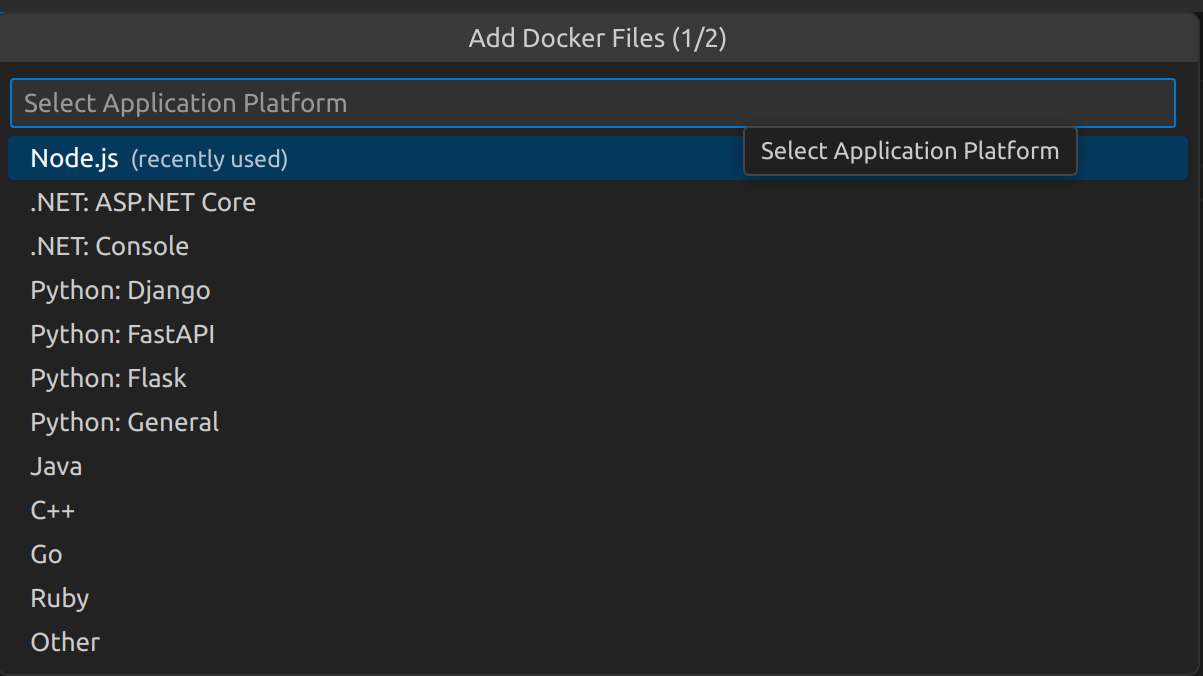 Add Docker Files (1/2)
Select Application Platform
Node.js (recently used)
Select Application Platform
.NET: ASP.NET Core
.NET: Console
Python: Django
Python: FastAPI
Python: Flask
Python: General
Java
C++
Go
Ruby
Other